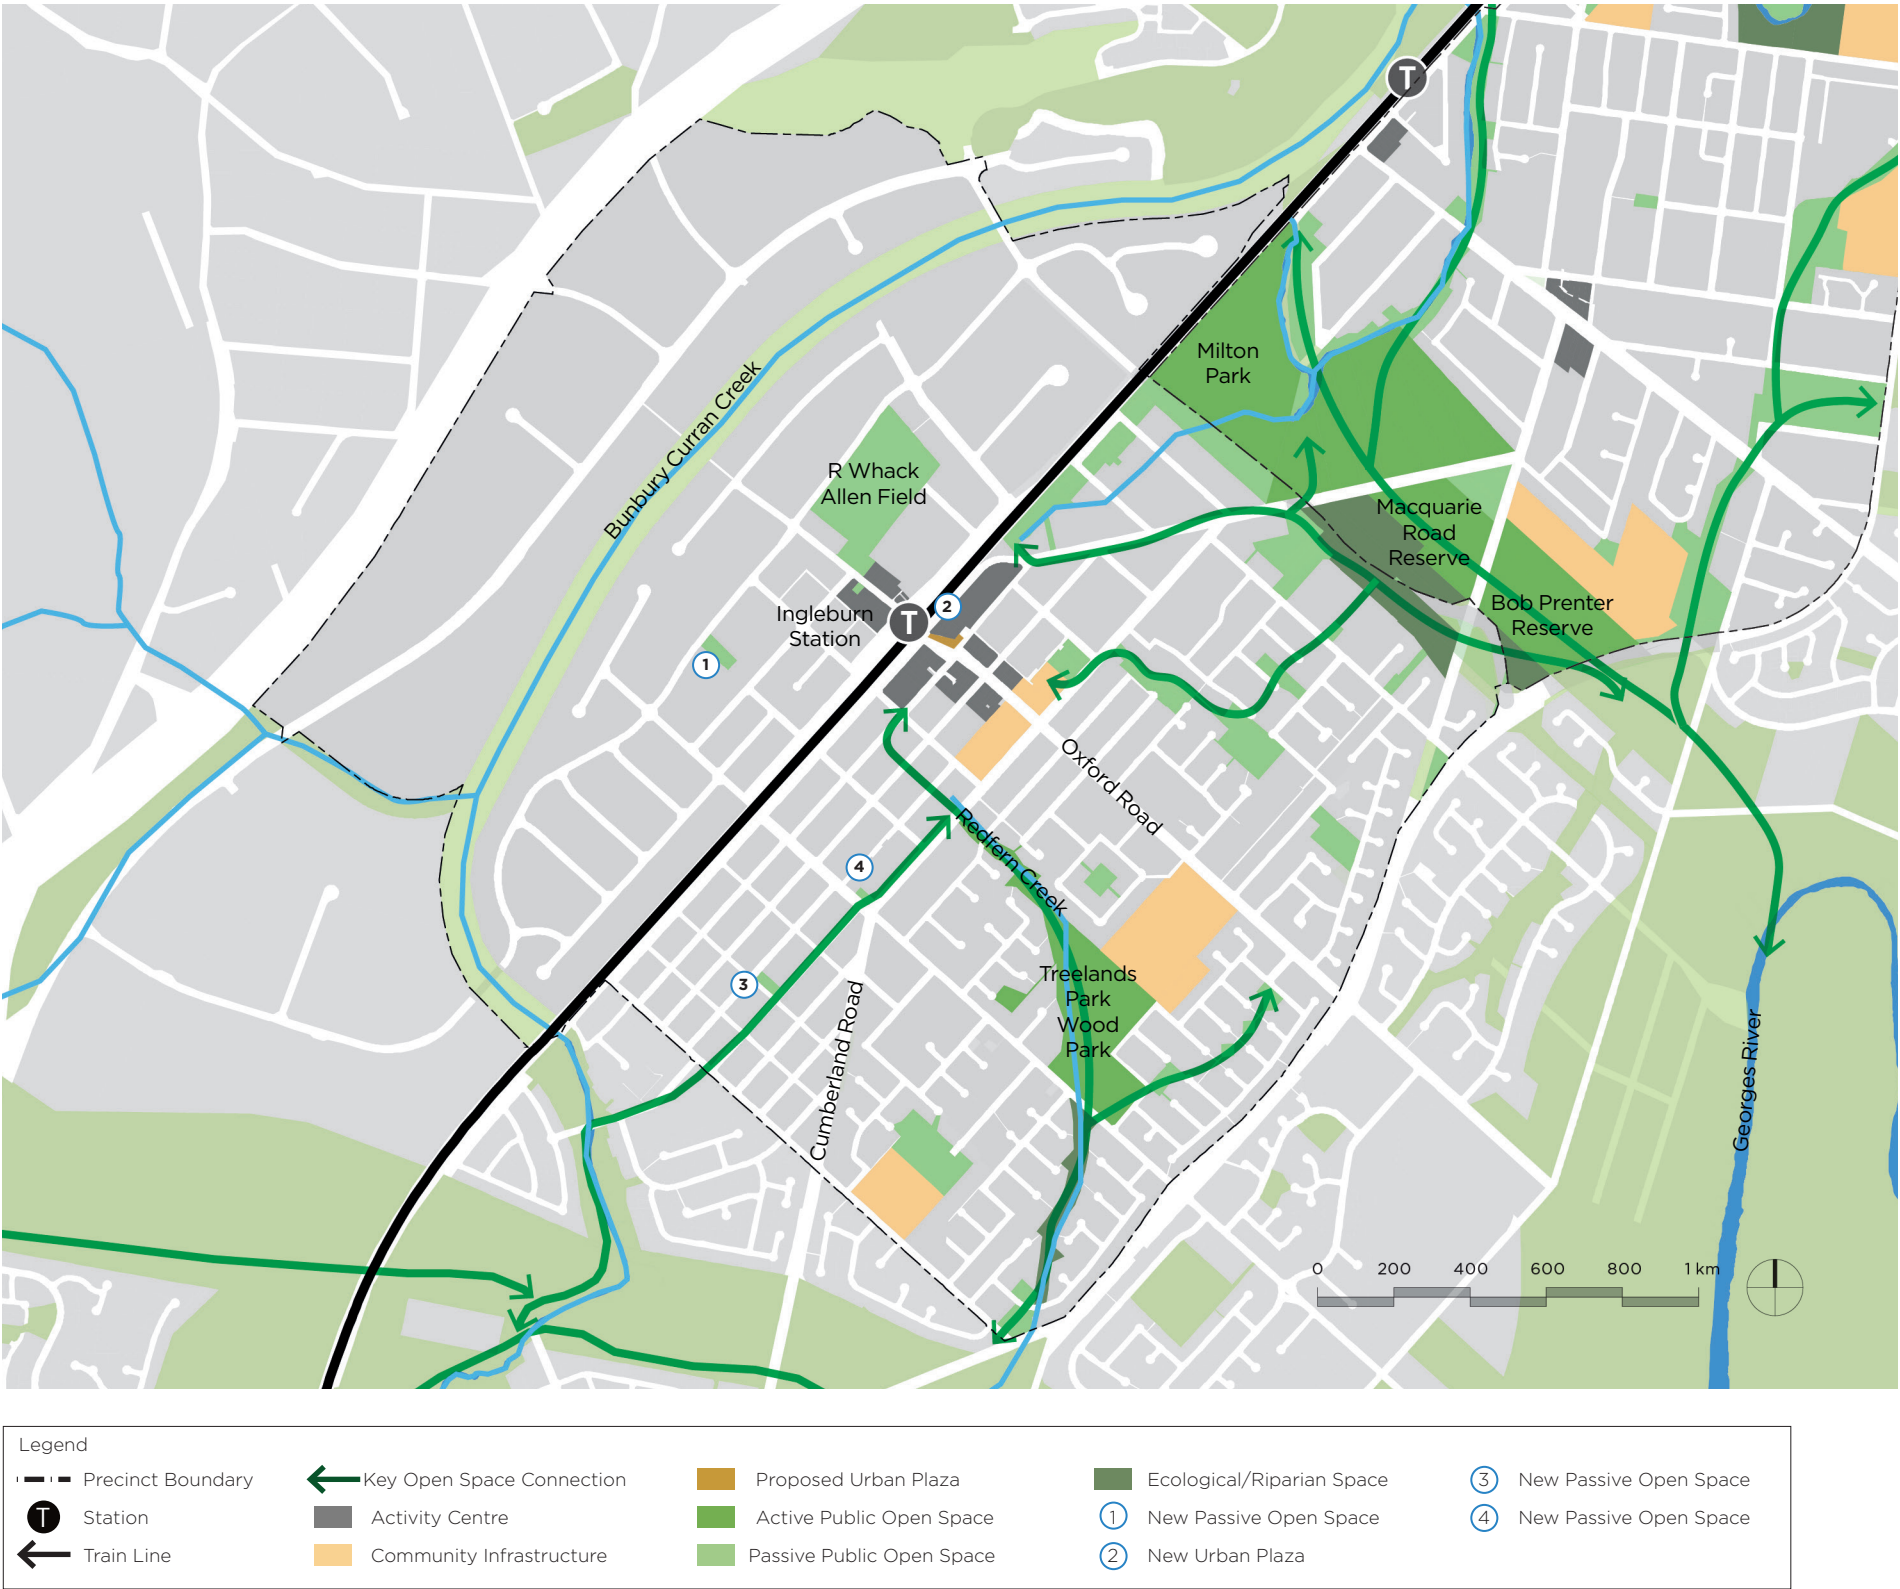 T
Milton
Park
Bunbury Curran Creek
R Whack
Allen Field
Macquarie
Road
Reserve
Ingleburn
Station
T
2
Bob Prenter
Reserve
1
Oxford Road
Redfern Creek
4
3
Treelands
Park
Wood
Park
Cumberland Road
Georges River
0 200 400 600 800 1 km
Legend
Precinct Boundary
T Station
Train Line
Key Open Space Connection
Activity Centre
Community Infrastructure
Proposed Urban Plaza
Active Public Open Space
Passive Public Open Space
Ecological/Riparian Space
1 New Passive Open Space
2 New Urban Plaza
3 New Passive Open Space
4 New Passive Open Space